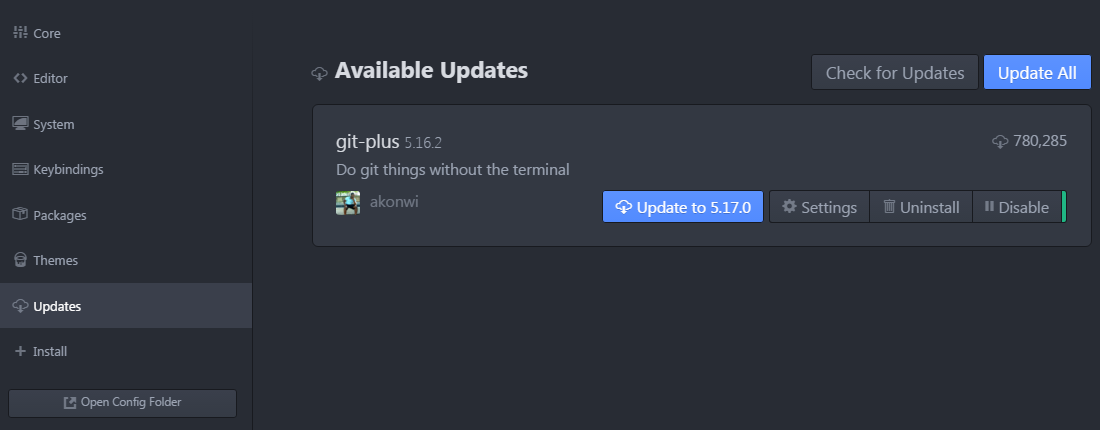 Core
Editor
System
Keybindings
Packages
Themes
Updates
Install
Open Config Folder
Available Updates
Check for Updates
Update All
git-plus 5.16.2
780,285
Do git things without the terminal
akonwi
Update to 5.17.0
Settings
Uninstall
Disable